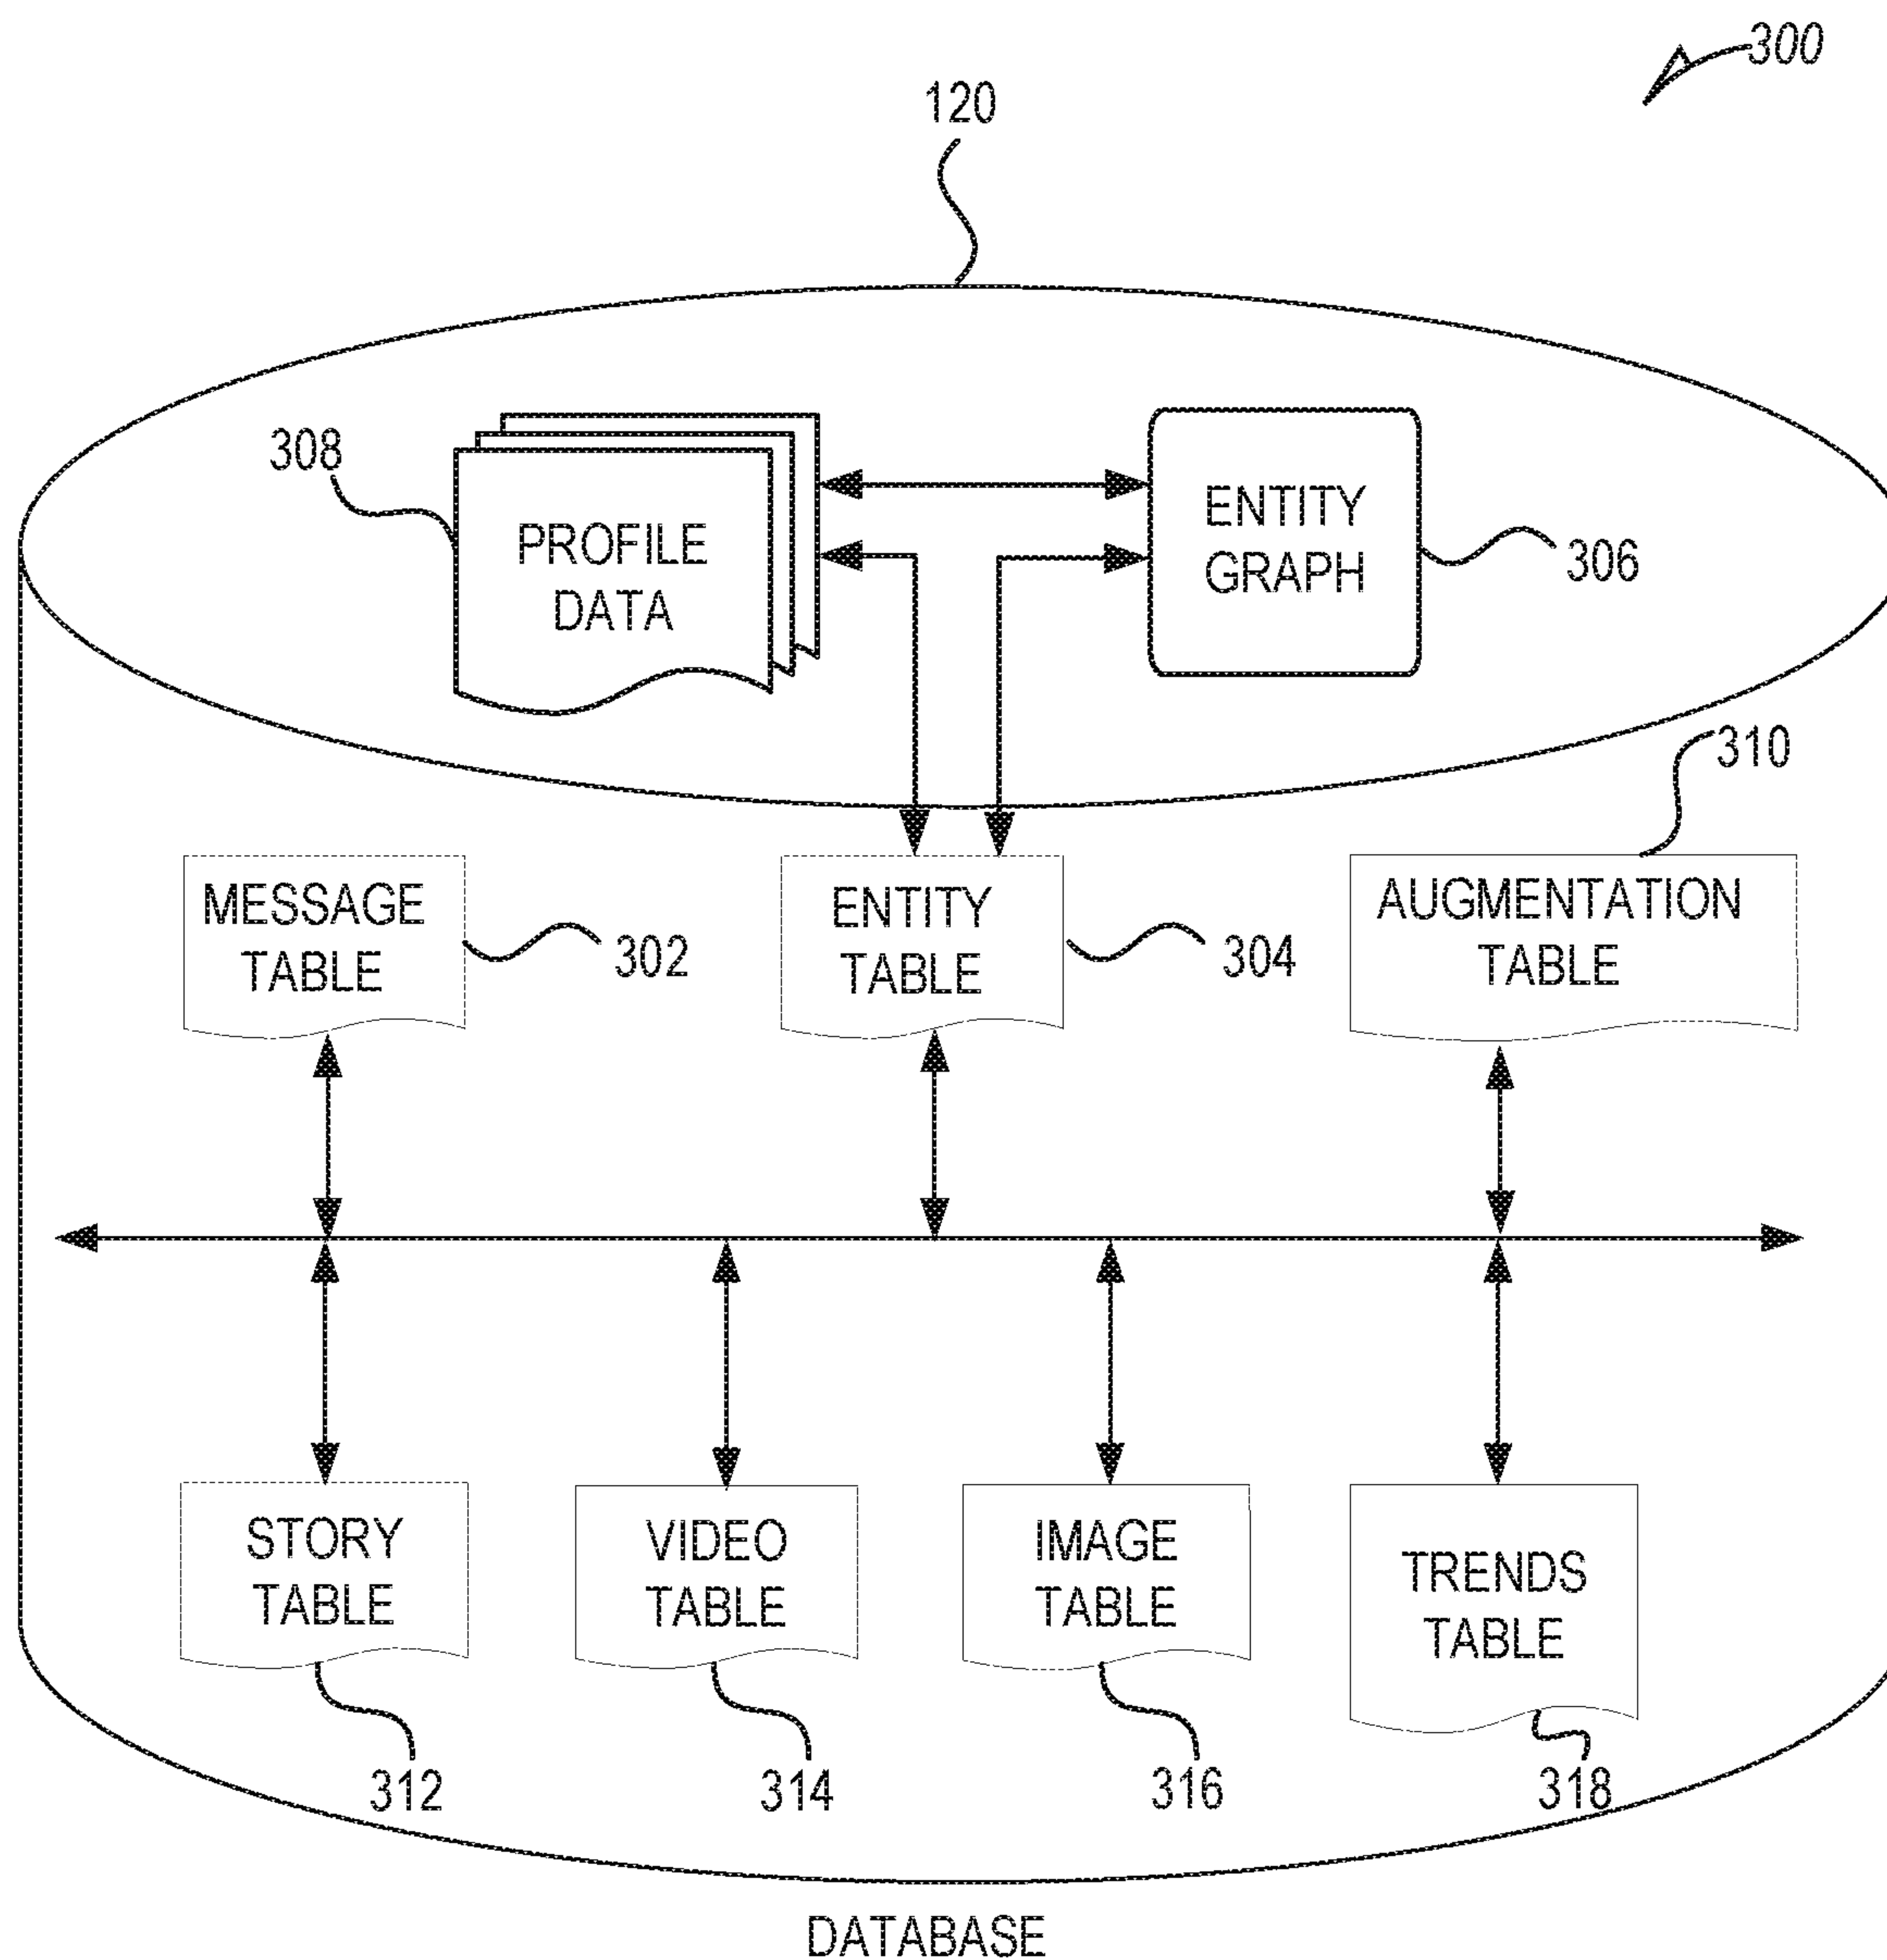 300
120
308
PROFILE
DATA
ENTITY
GRAPH
306
310
MESSAGE
TABLE
302
ENTITY
TABLE
304
AUGMENTATION
TABLE
STORY
TABLE
VIDEO
TABLE
IMAGE
TABLE
TRENDS
TABLE
312
314
316
318
DATABASE